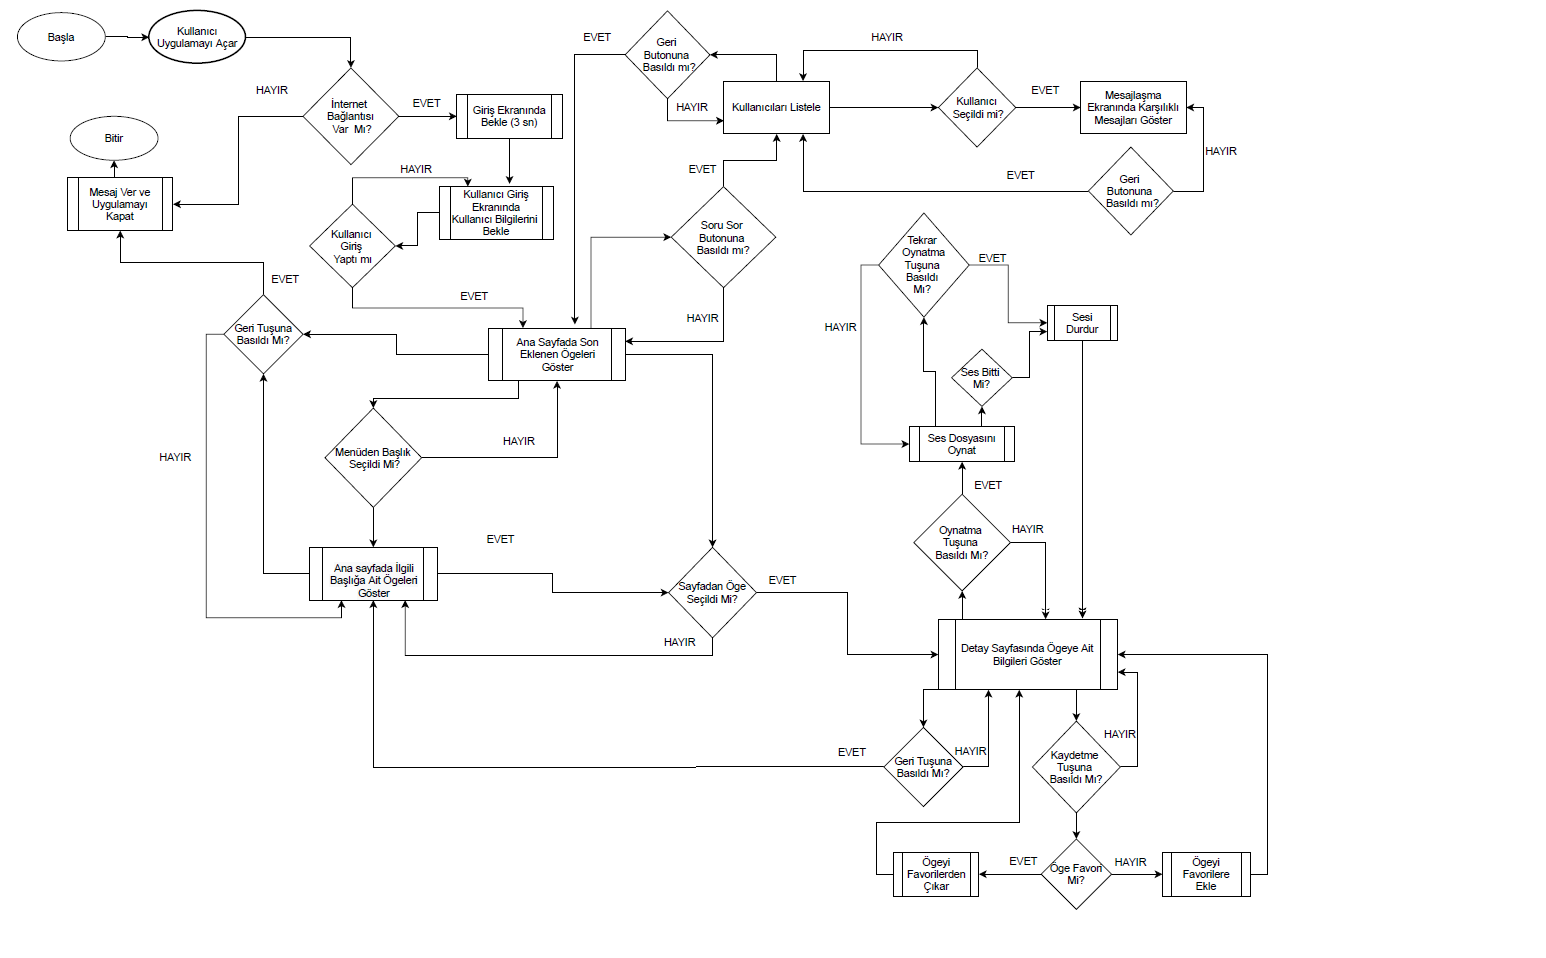 Başla
Kullanıcı
Uygulamayı Açar
HAYIR
İnternet
Bağlantısı
Var Mı?
EVET
Giriş Ekranında
Bekle (3 sn)
Bitir
Mesaj Ver ve
Uygulamayı
Kapat
HAYIR
Kullanıcı Giriş
Ekranında
Kullanıcı Bilgilerini
Bekle
Kullanıcı
Giriş
Yaptı mı
EVET
EVET
Geri
Butonuna
Basıldı mı?
HAYIR
Kullanıcıları Listele
HAYIR
Kullanıcı
Seçildi mi?
EVET
Mesajlaşma
Ekranında Karşılıklı
Mesajları Göster
HAYIR
EVET
Geri
Butonuna
Basıldı mı?
EVET
Soru Sor
Butonuna
Basıldı mı?
HAYIR
Tekrar
Oynatma
Tuşuna
Basıldı
Mı?
EVET
HAYIR
Sesi
Durdur
Ses Bitti
Mi?
Ses Dosyasını
Oynat
EVET
Geri Tuşuna
Basıldı Mı?
Ana Sayfada Son
Eklenen Ögeleri
Göster
HAYIR
Menüden Başlık
Seçildi Mi?
HAYIR
EVET
Oynatma
Tuşuna
Basıldı Mı?
HAYIR
EVET
Ana sayfada İlgili
Başlığa Ait Ögeleri
Göster
Sayfadan Öge
Seçildi Mi?
EVET
HAYIR
Detay Sayfasında Ögeye Ait
Bilgileri Göster
EVET
Geri Tuşuna
Basıldı Mı?
HAYIR
Kaydetme
Tuşuna
Basıldı Mı?
HAYIR
Ögeyi
Favorilerden
Çıkar
EVET
Öge Favori
Mi?
HAYIR
Ögeyi
Favorilere
Ekle